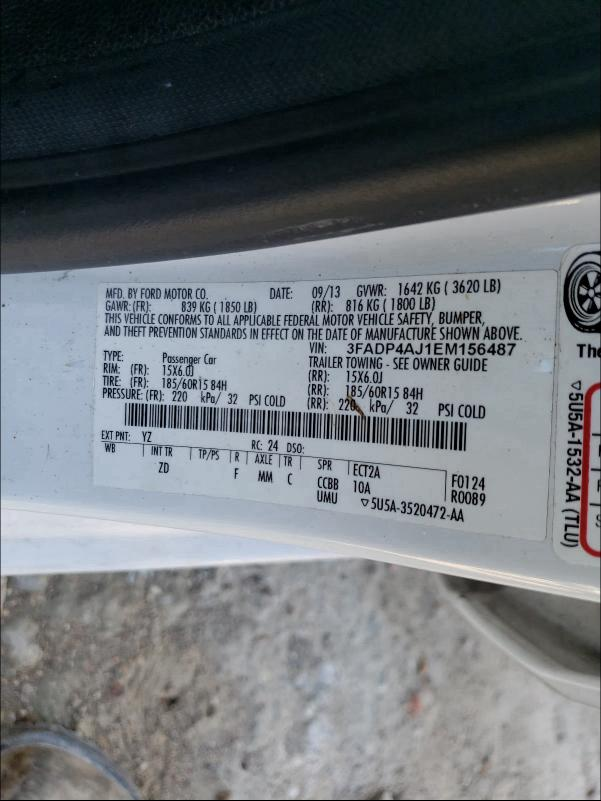 MFD. BY FORD MOTOR CO. DATE: 09/13 GVWR: 1642 KG ( 3620 LB)
GAWR: (FR): 839 KG ( 1850 LB) (RR): 816 KG ( 1800 LB)
THIS VEHICLE CONFORMS TO ALL APPLICABLE FEDERAL MOTOR VEHICLE SAFETY, BUMPER,
AND THEFT PREVENTION STANDARDS IN EFFECT ON THE DATE OF MANUFACTURE SHOWN ABOVE.
VIN: 3FADP4AJ1EM156487
TYPE: Passenger Car TRAILER TOWING - SEE OWNER GUIDE
RIM: (FR): 15X6.0J (RR): 15X6.0J
TIRE: (FR): 185/60R15 84H (RR): 185/60R15 84H
PRESSURE: (FR): 220 kPa/ 32 PSI COLD (RR): 220 kPa/ 32 PSI COLD
EXT PNT: YZ RC: 24 DSO:
WB INT TR TP/PS R AXLE TR SPR ECT2A F0124
ZD F MM C CCBB 10A R0089
UMU ▽5U5A-3520472-AA
The
▽5U5A-1532-AA (TLU)